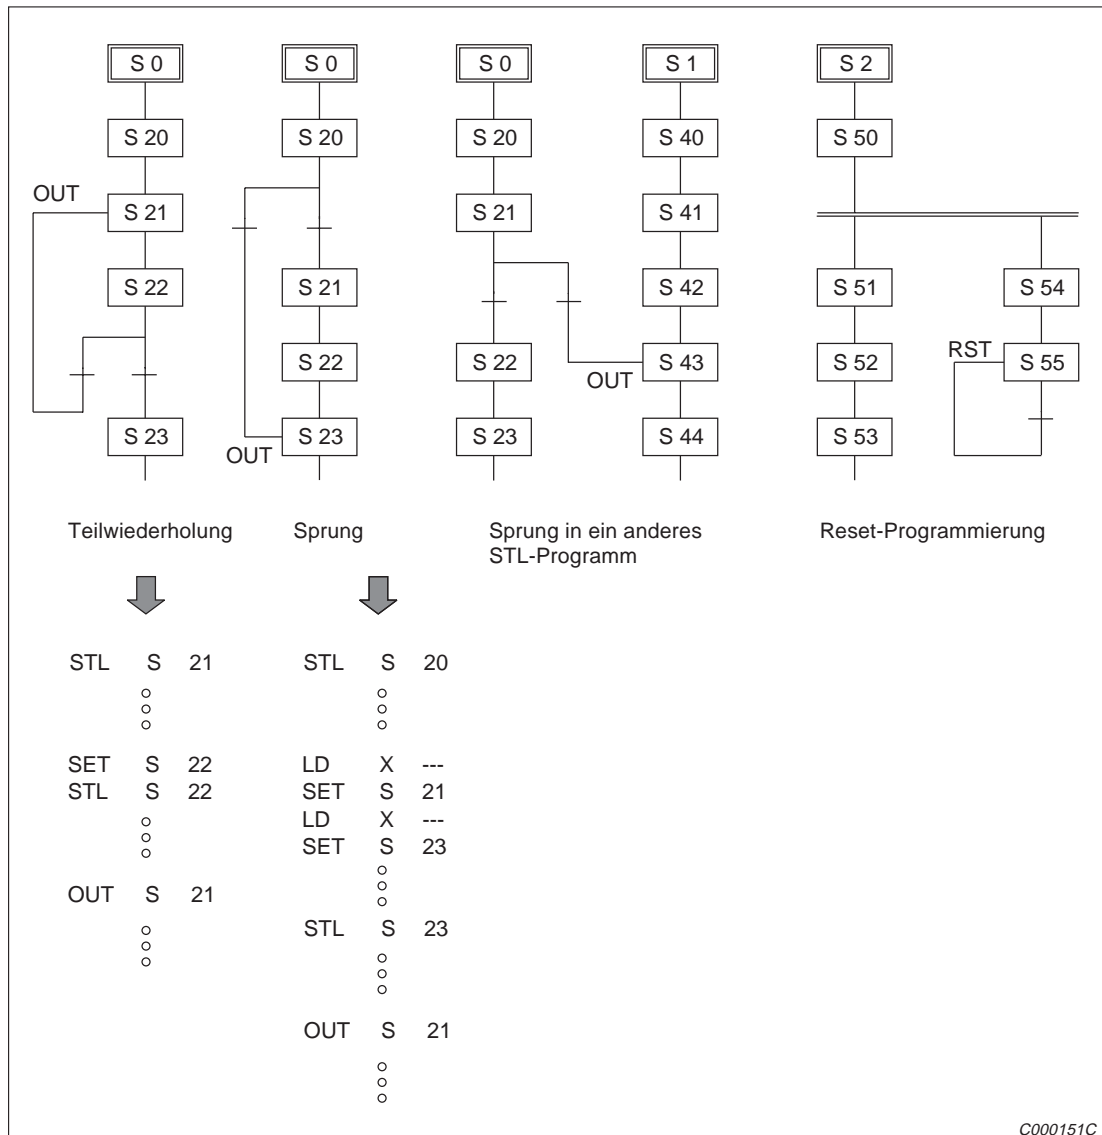 S 0 S 0 S 0 S 1 S 2
S 20 S 20 S 20 S 40 S 50
OUT
S 21 S 21 S 41
S 22 S 21 S 42 S 51 S 54
S 22 S 22 S 43 S 52 RST S 55
OUT
S 23 S 23 S 23 S 44 S 53
OUT
Teilwiederholung Sprung Sprung in ein anderes Reset-Programmierung
STL-Programm
STL S 21 STL S 20
SET S 22 LD X ---
STL S 22 SET S 21
LD X ---
SET S 23
OUT S 21
STL S 23
OUT S 21
C000151C